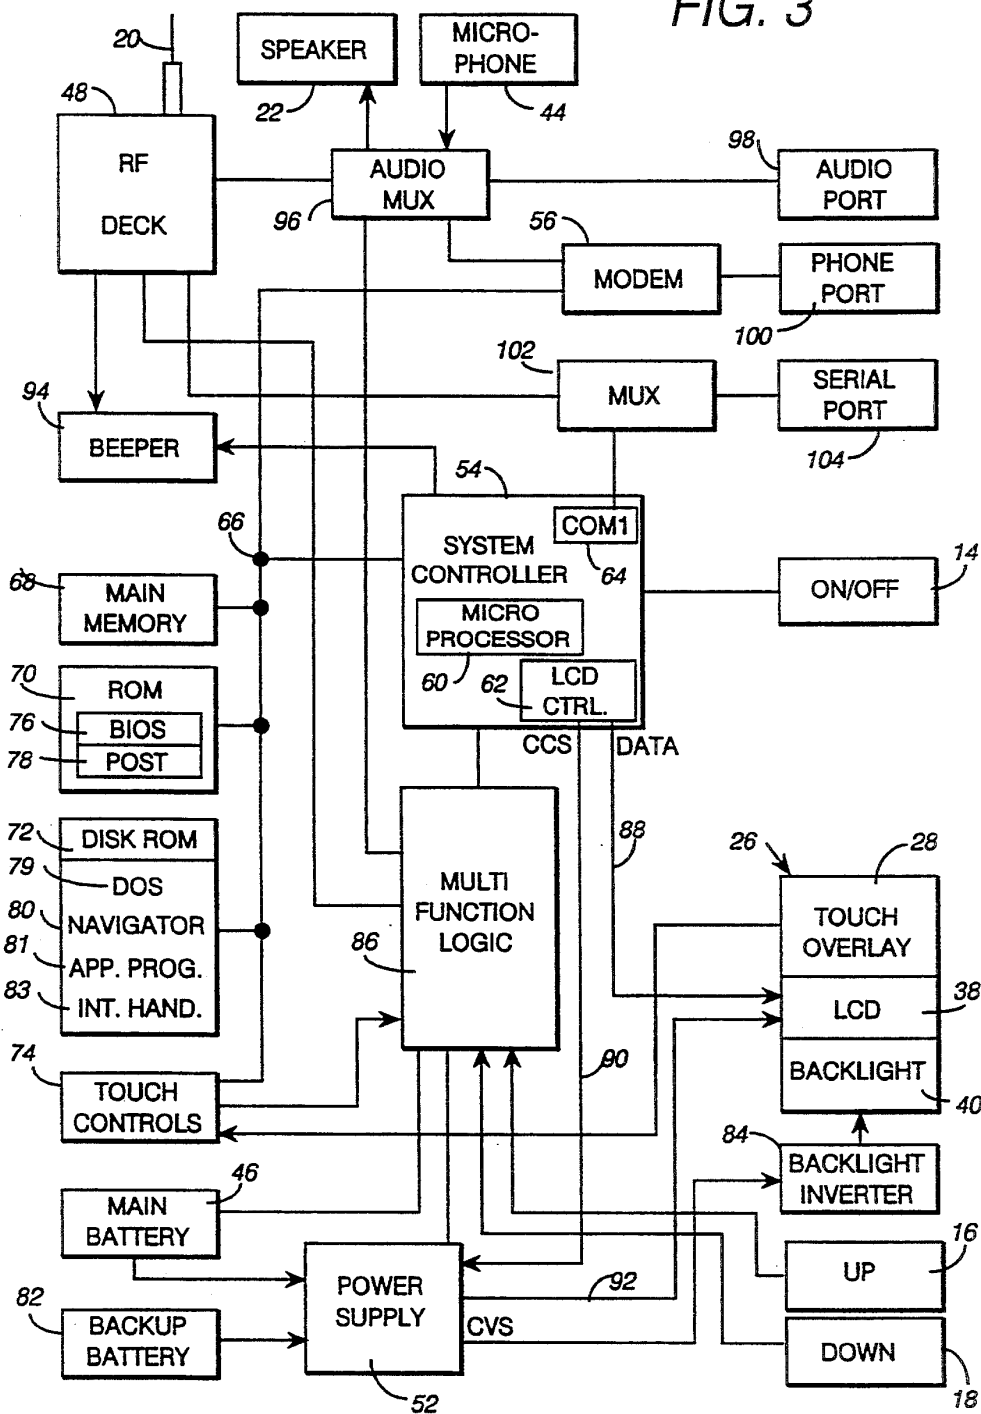 FIG. 3
20
SPEAKER
MICRO-
PHONE
48
22
44
RF
DECK
AUDIO
MUX
96
98
AUDIO
PORT
56
MODEM
PHONE
PORT
100
102
MUX
SERIAL
PORT
104
94
BEEPER
54
66
SYSTEM
CONTROLLER
COM1
64
14
ON/OFF
68
MAIN
MEMORY
MICRO
PROCESSOR
60
62
LCD
CTRL.
70
ROM
76
BIOS
78
POST
CCS
DATA
72
DISK ROM
79
DOS
80
NAVIGATOR
81
APP. PROG.
83
INT. HAND.
MULTI
FUNCTION
LOGIC
86
88
26
28
TOUCH
OVERLAY
LCD
38
BACKLIGHT
40
90
74
TOUCH
CONTROLS
84
BACKLIGHT
INVERTER
46
MAIN
BATTERY
16
UP
POWER
SUPPLY
92
CVS
82
BACKUP
BATTERY
52
DOWN
18